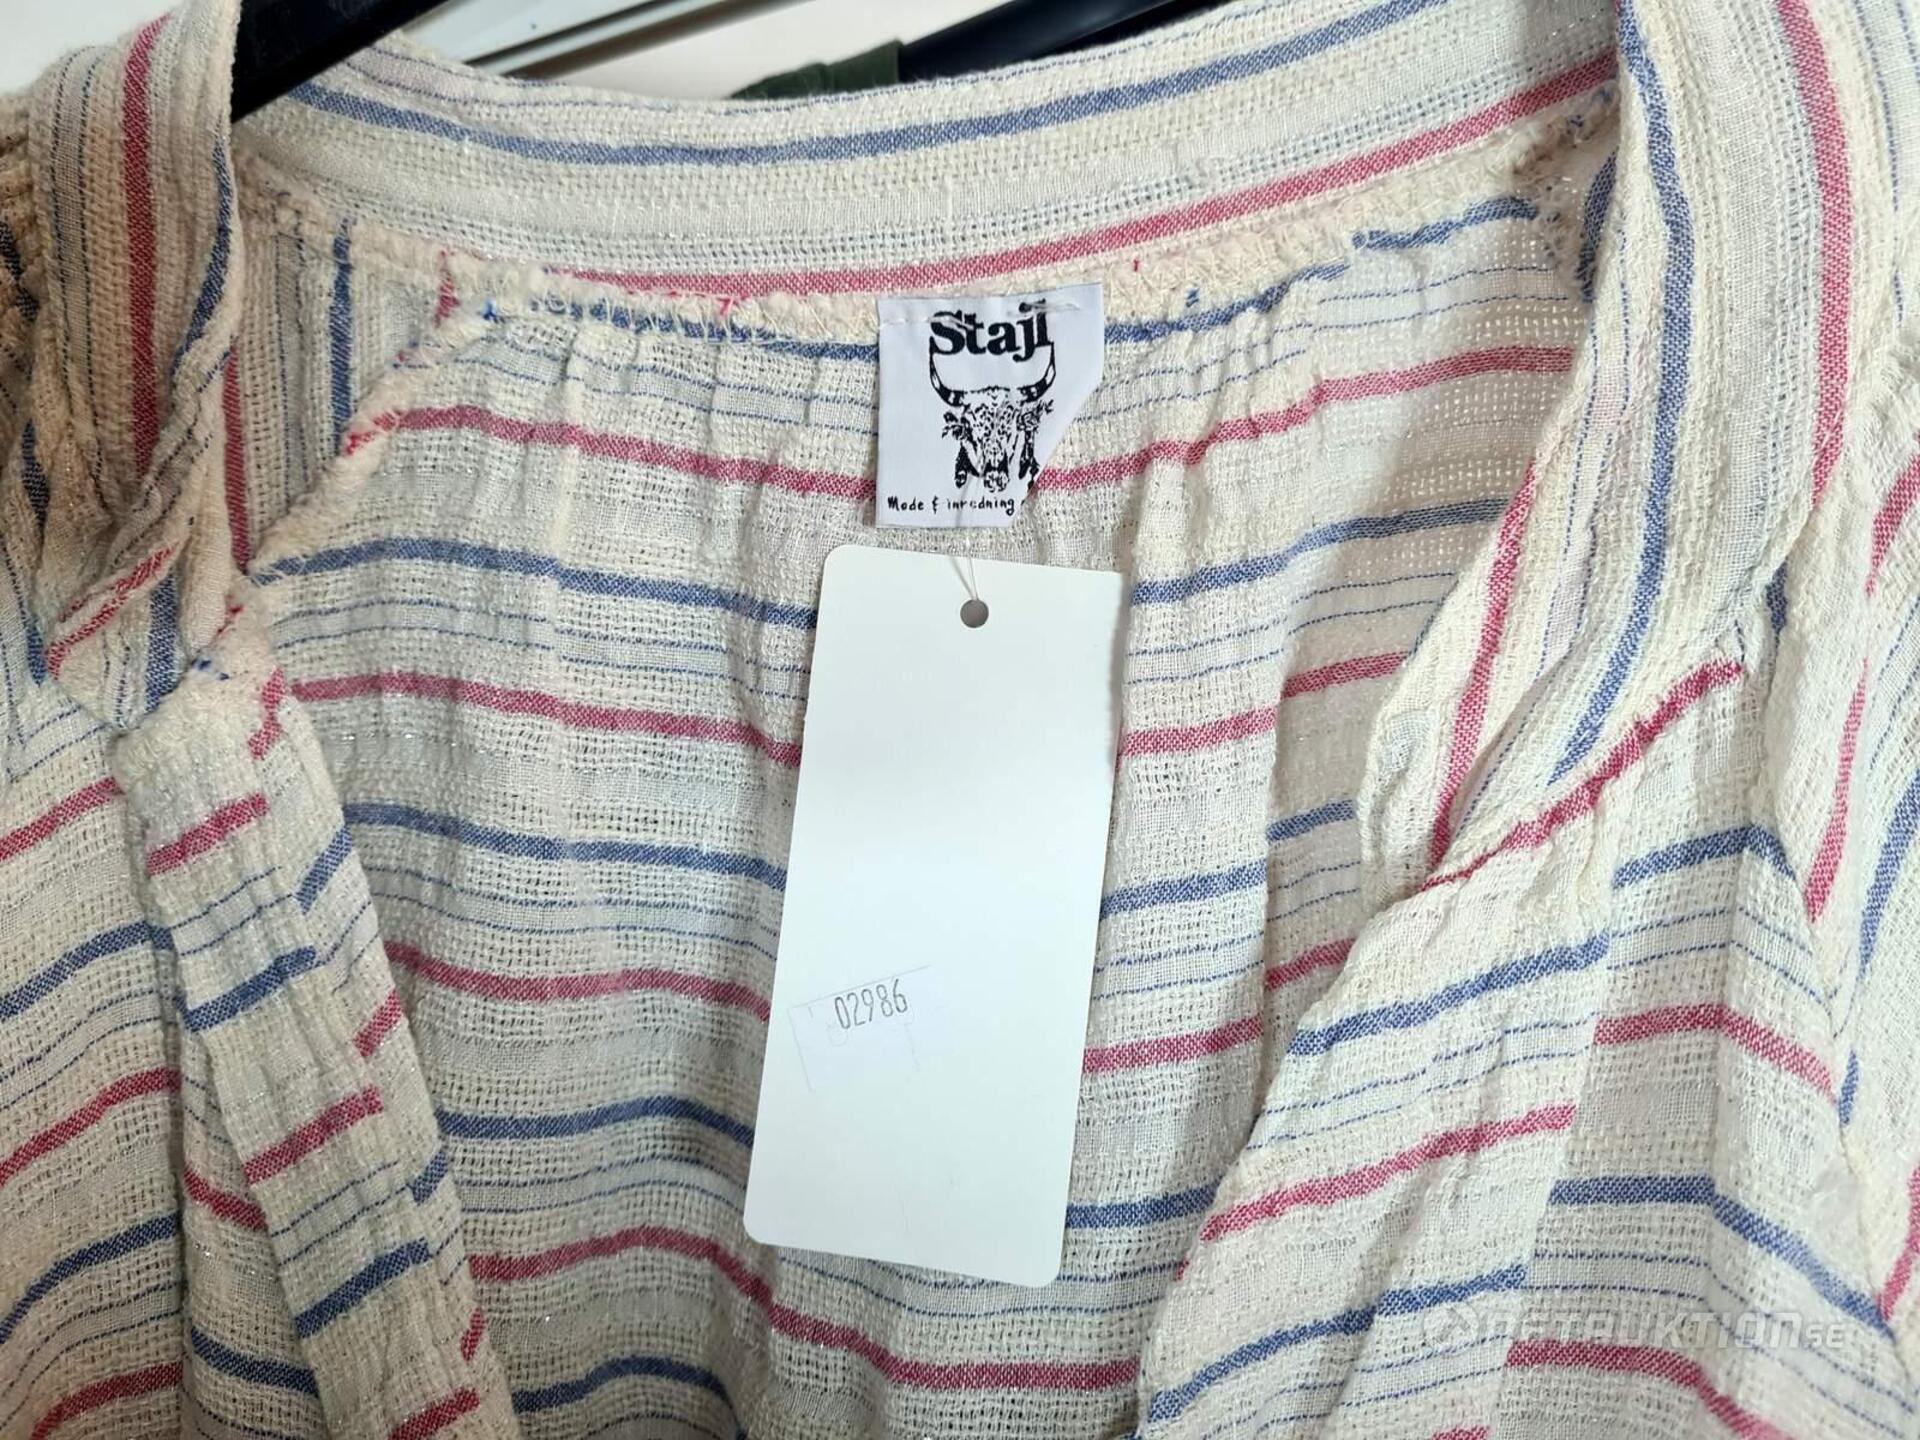 Stajl
Mode & inredning
02986
NETAUKTION.SE